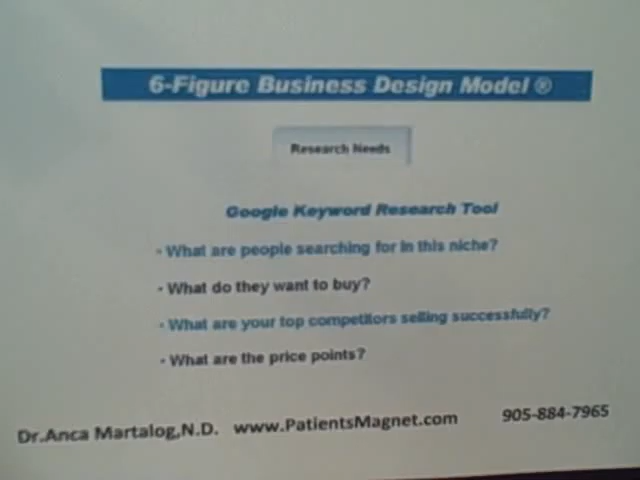 6-Figure Business Design Model ®
Research Needs
Google Keyword Research Tool
- What are people searching for in this niche?
- What do they want to buy?
- What are your top competitors selling successfully?
- What are the price points?
Dr.Anca Martalog,N.D. www.PatientsMagnet.com 905-884-7965